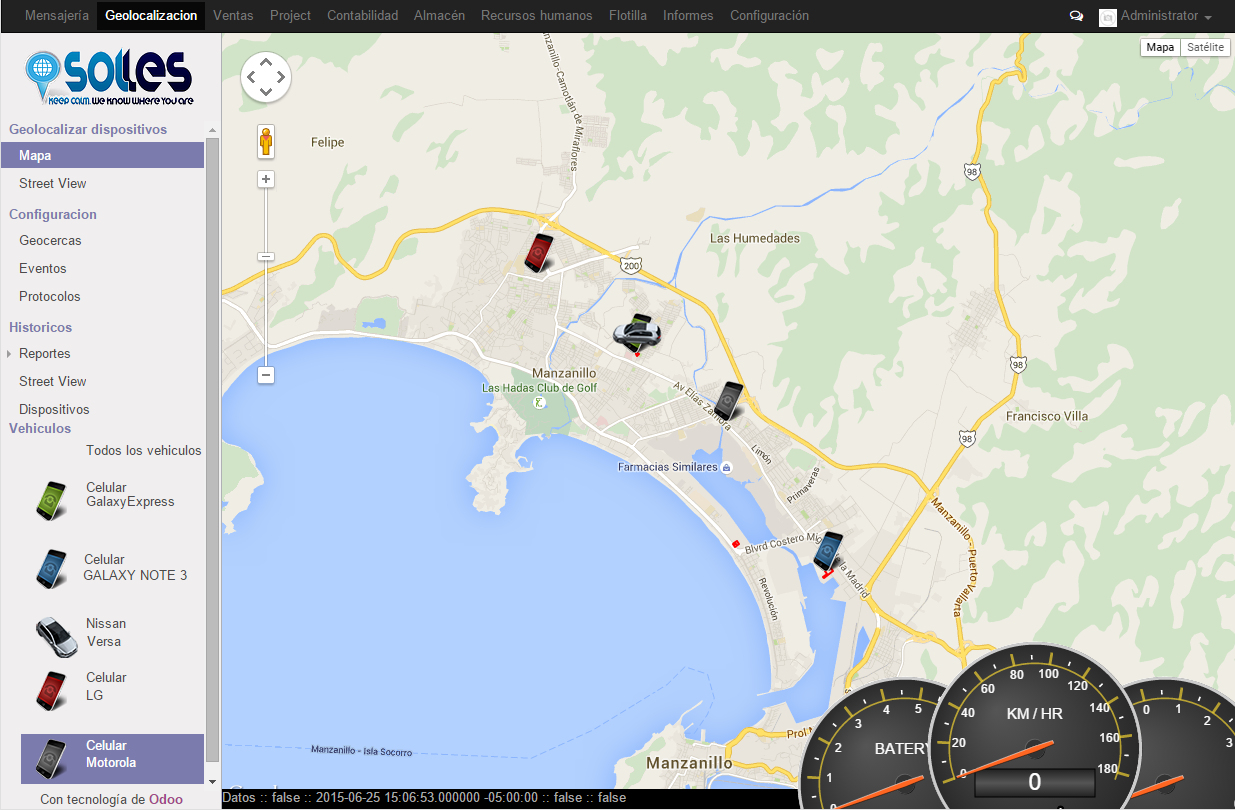 Mensajería Geolocalizacion Ventas Project Contabilidad Almacén Recursos humanos Flotilla Informes Configuración Administrator
SOLLES
KEEP CALM, WE KNOW WHERE YOU ARE
Geolocalizar dispositivos
Mapa
Street View
Configuracion
Geocercas
Eventos
Protocolos
Historicos
Reportes
Street View
Dispositivos
Vehiculos
Todos los vehiculos
Celular
GalaxyExpress
Celular
GALAXY NOTE 3
Nissan
Versa
Celular
LG
Celular
Motorola
Con tecnología de Odoo
Mapa Satélite
Manzanillo-Camotlán de Miraflores
Felipe
98
Las Humedades
200
Manzanillo
Las Hadas Club de Golf
Av Elías Zamora
98
Francisco Villa
98
Limón
Farmacias Similares
Primaveras
Manzanillo - Puerto Vallarta
Blvrd Costero Mig
la Madrid
Revolución
Manzanillo - Isla Socorro
Manzanillo
Prol
1 2 3 4 5
BATERY
0 20 40 60 80 100 120 140 160 180
KM / HR
0
0 1 2 3
Datos :: false :: 2015-06-25 15:06:53.000000 -05:00:00 :: false :: false